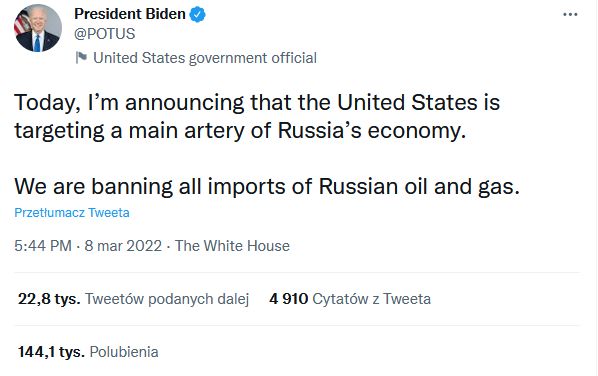 President Biden
@POTUS
United States government official
Today, I’m announcing that the United States is
targeting a main artery of Russia’s economy.
We are banning all imports of Russian oil and gas.
Przetłumacz Tweeta
5:44 PM · 8 mar 2022 · The White House
22,8 tys. Tweetów podanych dalej 4 910 Cytatów z Tweeta
144,1 tys. Polubienia